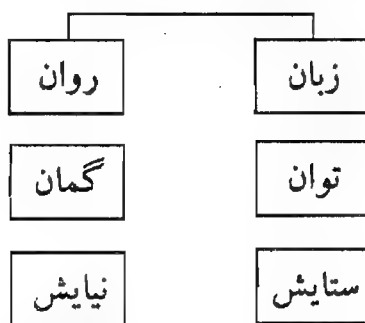 زبان روان
توان گمان
ستایش نیایش